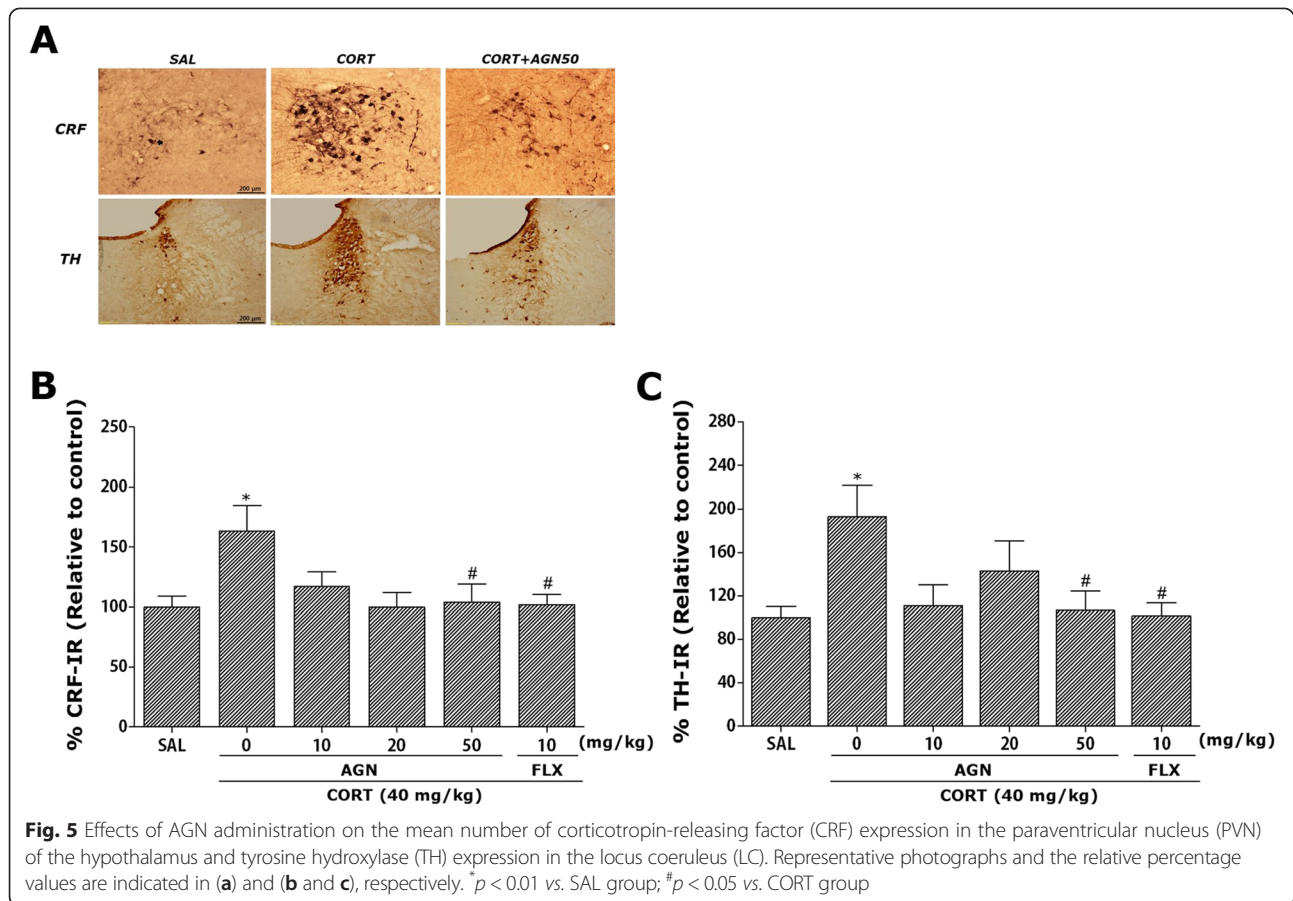 A
SAL CORT CORT+AGN50
CRF
200 µm
TH
200 µm
B
% CRF-IR (Relative to control)
250
200
150
100
50
0
SAL 0 10 20 50 10 (mg/kg)
AGN FLX
CORT (40 mg/kg)
* # #
C
% TH-IR (Relative to control)
280
240
200
160
120
80
40
0
SAL 0 10 20 50 10 (mg/kg)
AGN FLX
CORT (40 mg/kg)
* # #
Fig. 5 Effects of AGN administration on the mean number of corticotropin-releasing factor (CRF) expression in the paraventricular nucleus (PVN)
of the hypothalamus and tyrosine hydroxylase (TH) expression in the locus coeruleus (LC). Representative photographs and the relative percentage
values are indicated in (a) and (b and c), respectively. *p < 0.01 vs. SAL group; #p < 0.05 vs. CORT group